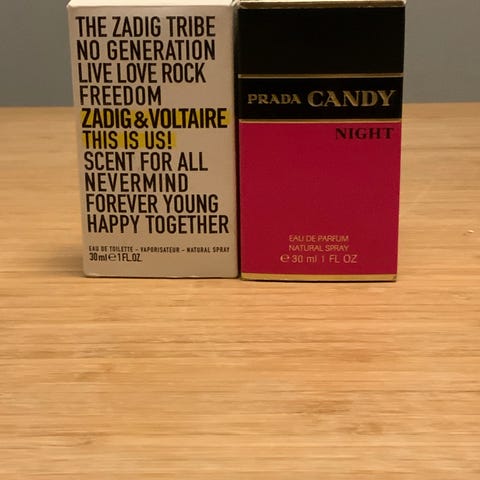 THE ZADIG TRIBE
NO GENERATION
LIVE LOVE ROCK
FREEDOM
ZADIG & VOLTAIRE
THIS IS US!
SCENT FOR ALL
NEVERMIND
FOREVER YOUNG
HAPPY TOGETHER
EAU DE TOILETTE - VAPORISATEUR - NATURAL SPRAY
30 ml ℮ 1 FL.OZ.
PRADA CANDY
NIGHT
EAU DE PARFUM
NATURAL SPRAY
℮ 30 ml 1 FL OZ